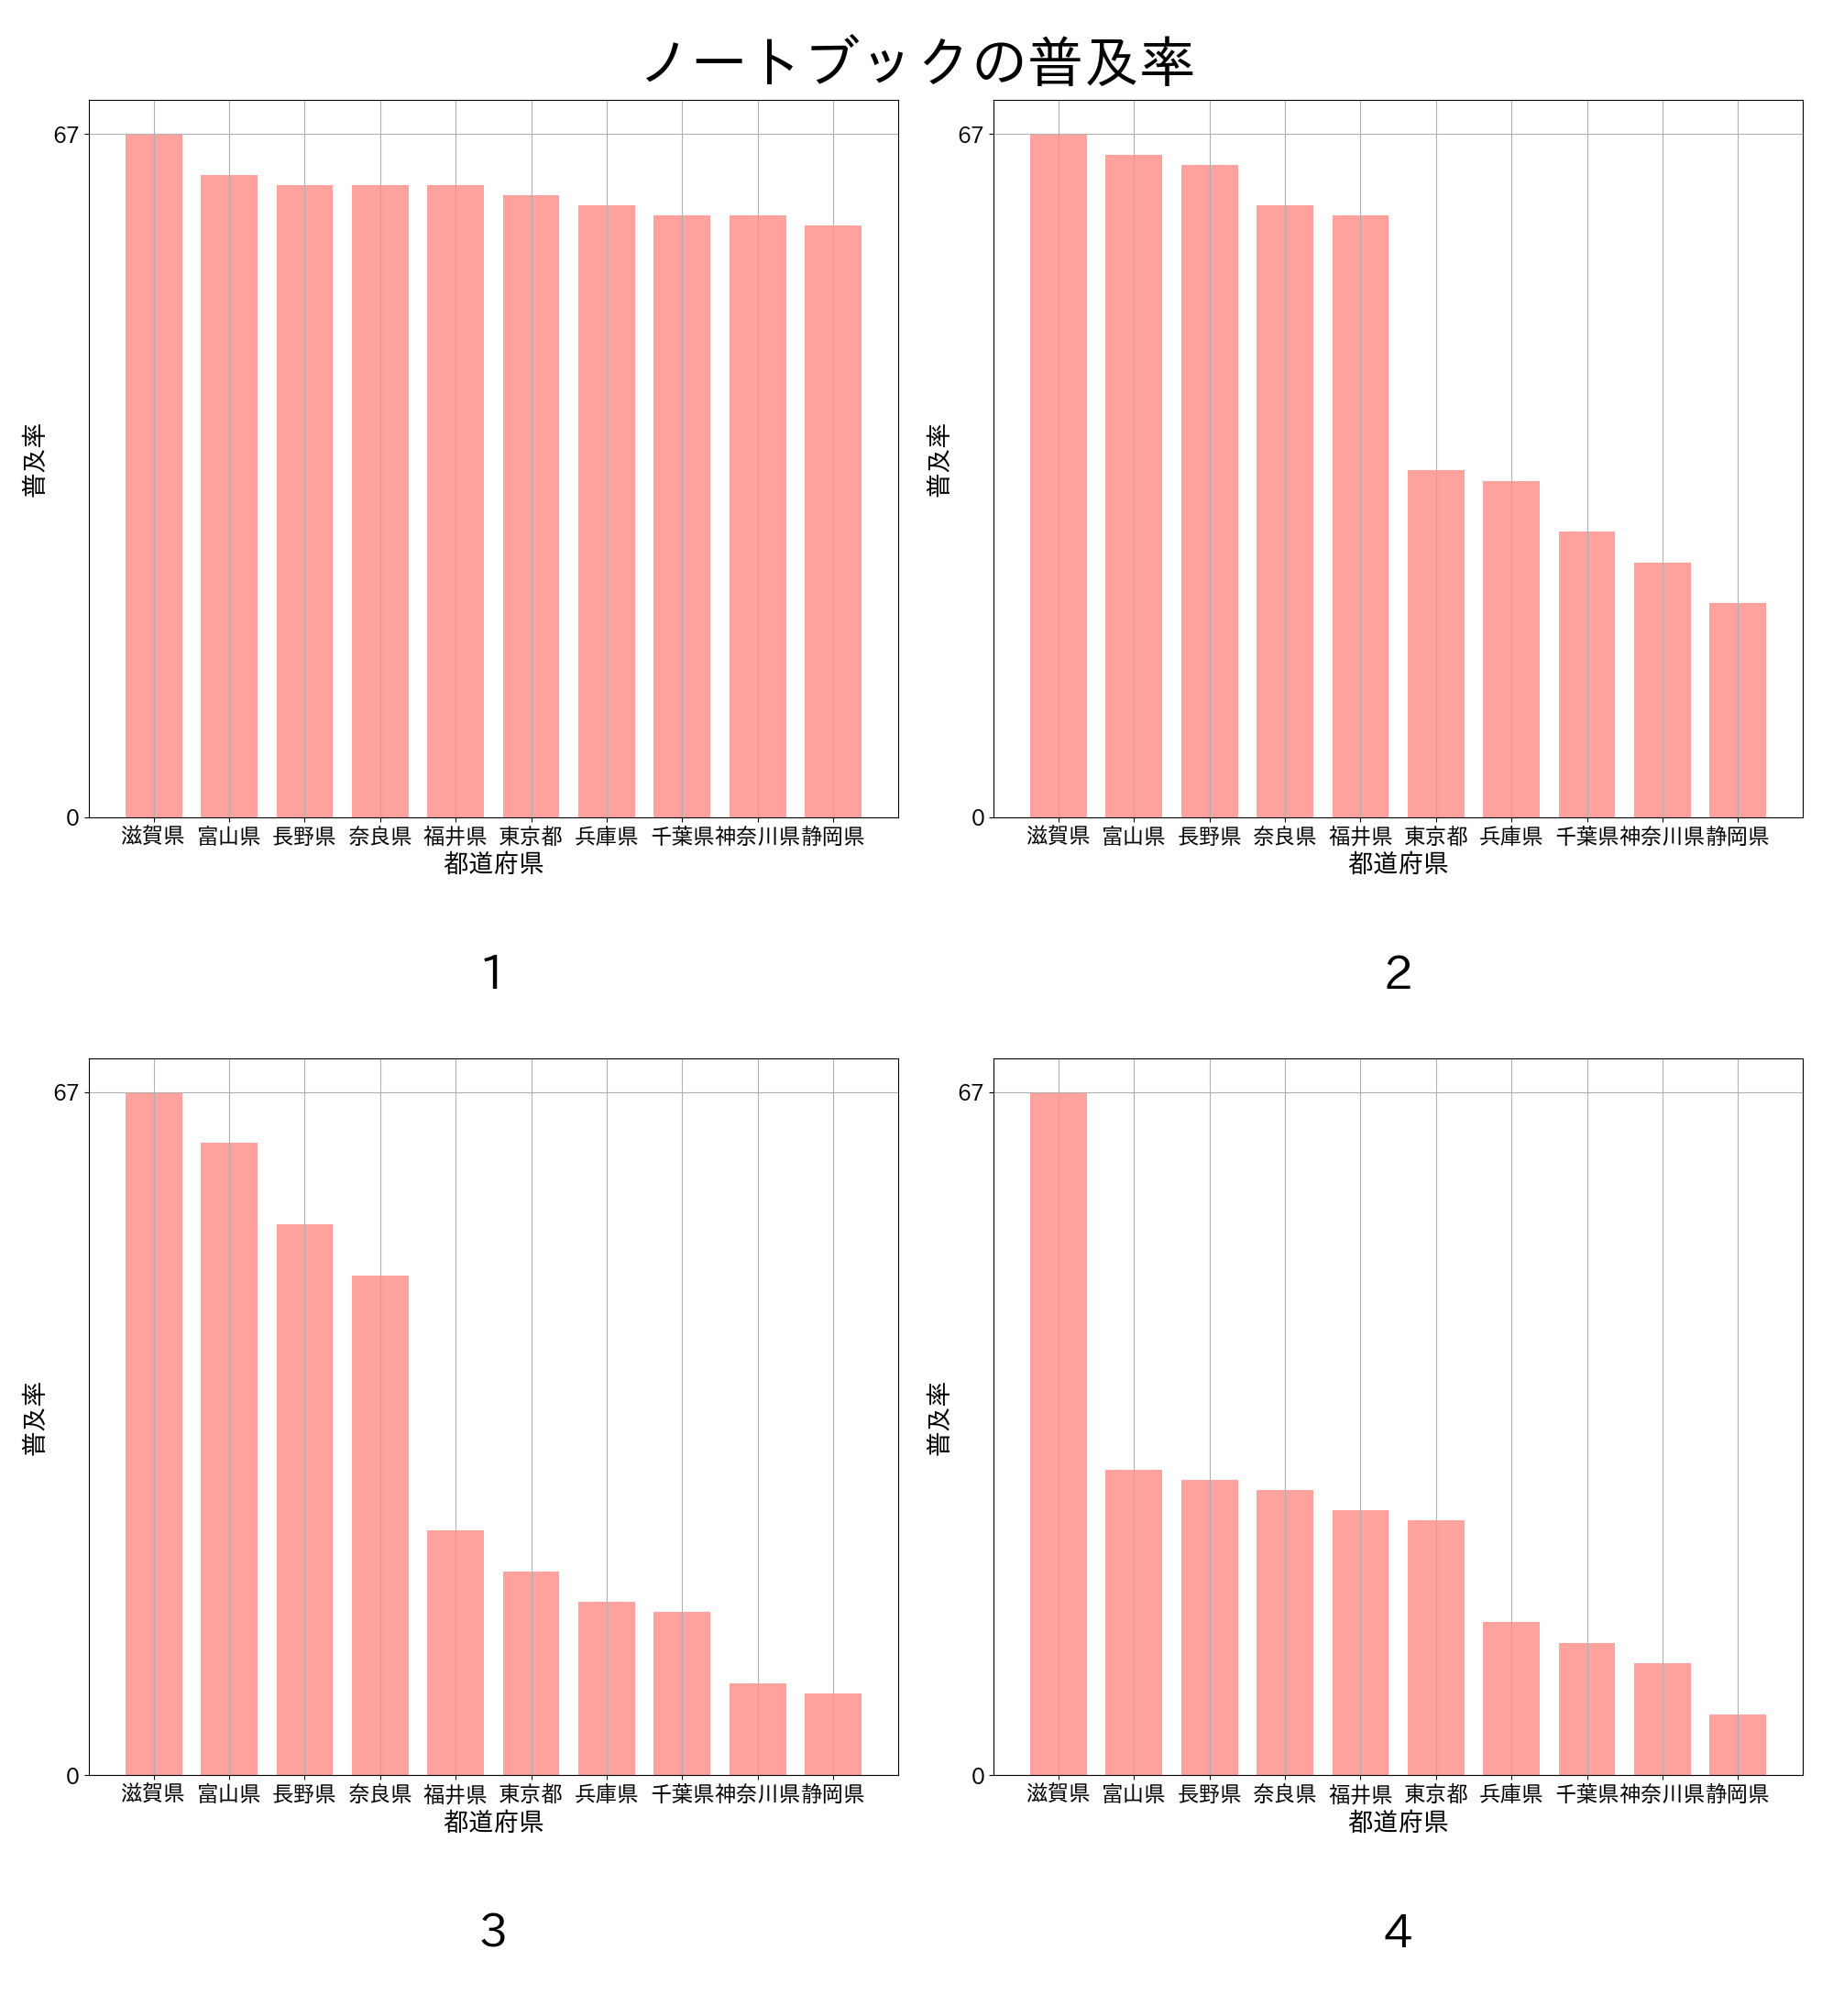 ノートブックの普及率
67
0
普及率
滋賀県 富山県 長野県 奈良県 福井県 東京都 兵庫県 千葉県 神奈川県 静岡県
都道府県
1
67
0
普及率
滋賀県 富山県 長野県 奈良県 福井県 東京都 兵庫県 千葉県 神奈川県 静岡県
都道府県
2
67
0
普及率
滋賀県 富山県 長野県 奈良県 福井県 東京都 兵庫県 千葉県 神奈川県 静岡県
都道府県
3
67
0
普及率
滋賀県 富山県 長野県 奈良県 福井県 東京都 兵庫県 千葉県 神奈川県 静岡県
都道府県
4